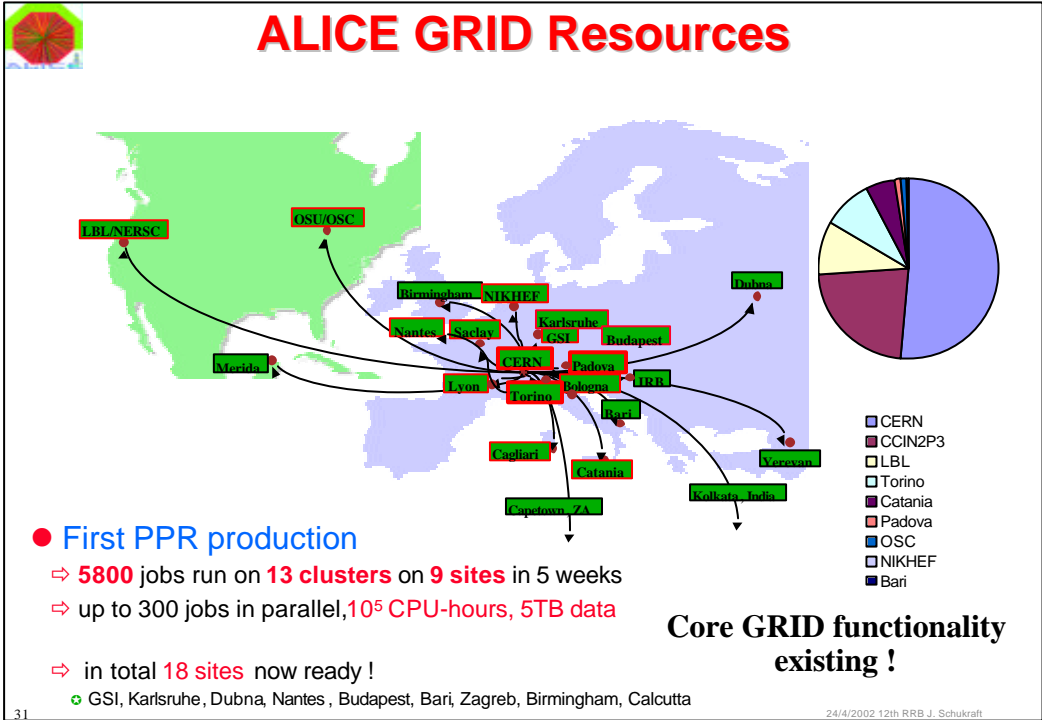 ALICE GRID Resources
LBL/NERSC
OSU/OSC
Birmingham
NIKHEF
Dubna
Karlsruhe
GSI
Nantes
Saclay
Budapest
CERN
Padova
Merida
Lyon
Bologna
IRB
Torino
Bari
Cagliari
Catania
Yerevan
Capetown, ZA
Kolkata, India
CERN
CCIN2P3
LBL
Torino
Catania
Padova
OSC
NIKHEF
Bari
● First PPR production
⇨ 5800 jobs run on 13 clusters on 9 sites in 5 weeks
⇨ up to 300 jobs in parallel,10⁵ CPU-hours, 5TB data
⇨ in total 18 sites now ready !
✪ GSI, Karlsruhe, Dubna, Nantes , Budapest, Bari, Zagreb, Birmingham, Calcutta
Core GRID functionality
existing !
31
24/4/2002 12th RRB J. Schukraft